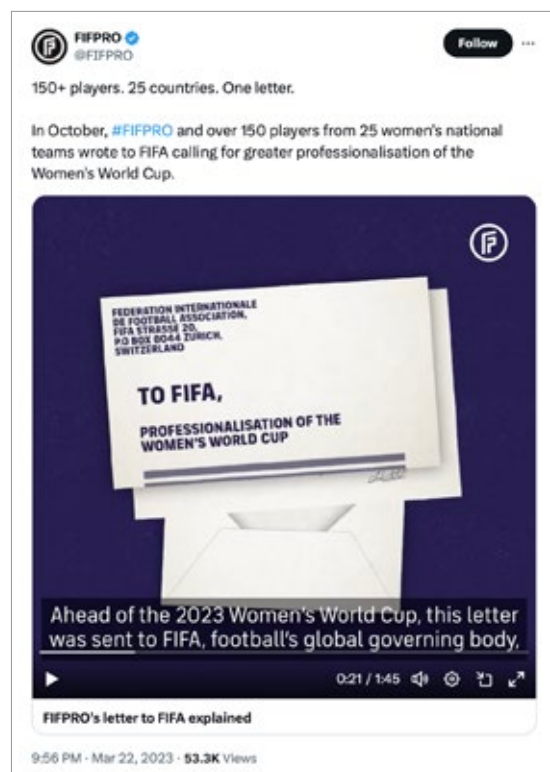 FIFPRO
@FIFPRO
Follow
150+ players. 25 countries. One letter.
In October, #FIFPRO and over 150 players from 25 women's national
teams wrote to FIFA calling for greater professionalisation of the
Women's World Cup.
FEDERATION INTERNATIONALE
DE FOOTBALL ASSOCIATION,
FIFA STRASSE 20,
P.O BOX 8044 ZURICH,
SWITZERLAND
TO FIFA,
PROFESSIONALISATION OF THE
WOMEN'S WORLD CUP
Ahead of the 2023 Women's World Cup, this letter
was sent to FIFA, football's global governing body,
0:21 / 1:45
FIFPRO's letter to FIFA explained
9:56 PM · Mar 22, 2023 · 53.3K Views